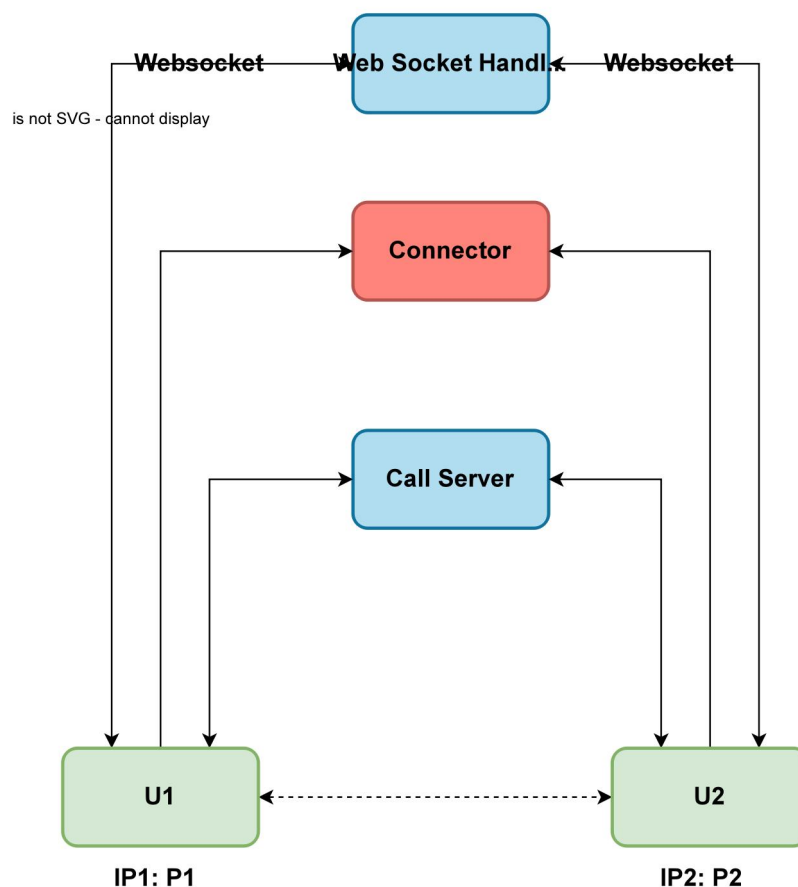 Websocket
Web Socket Handl...
Websocket
is not SVG - cannot display
Connector
Call Server
U1
U2
IP1: P1
IP2: P2